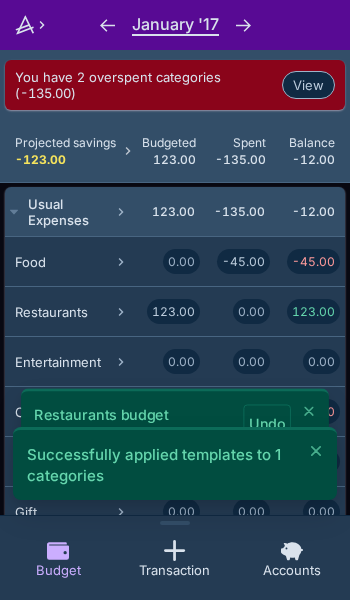 January '17
You have 2 overspent categories
(-135.00)
View
Projected savings
-123.00
Budgeted
123.00
Spent
-135.00
Balance
-12.00
Usual
Expenses
123.00
-135.00
-12.00
Food
0.00
-45.00
-45.00
Restaurants
123.00
0.00
123.00
Entertainment
0.00
0.00
0.00
Restaurants budget
Undo
Successfully applied templates to 1
categories
Gift
0.00
0.00
0.00
Budget
Transaction
Accounts